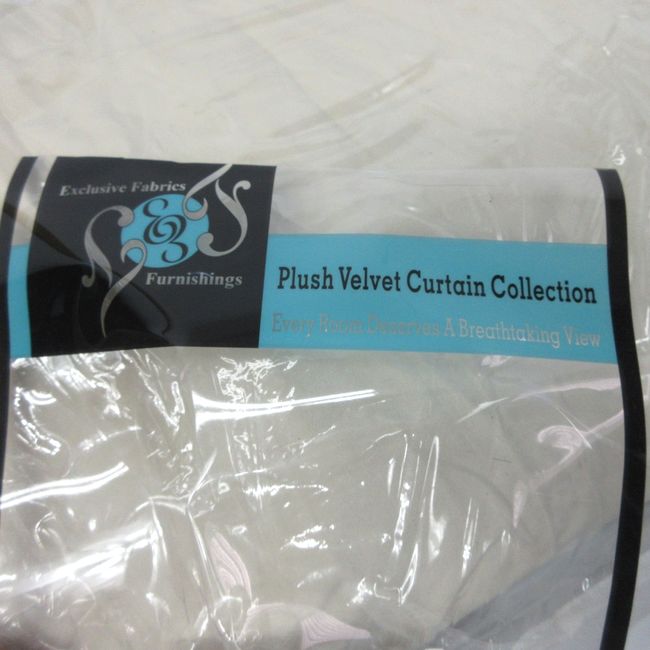 Exclusive Fabrics
&
Furnishings
Plush Velvet Curtain Collection
Every Room Deserves A Breathtaking View